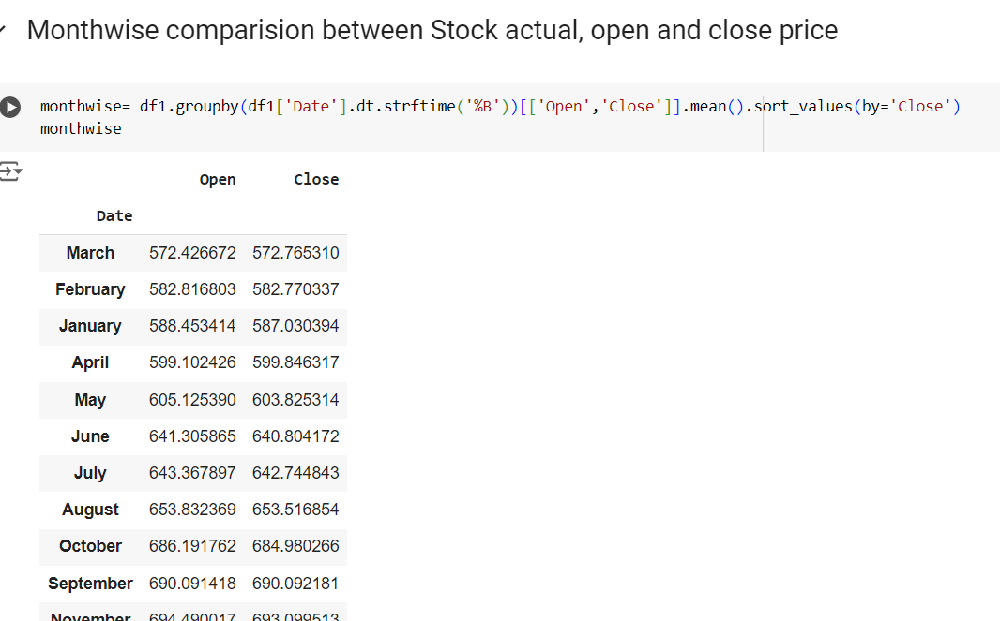 Monthwise comparision between Stock actual, open and close price
monthwise= df1.groupby(df1['Date'].dt.strftime('%B'))[['Open','Close']].mean().sort_values(by='Close')
monthwise
Open Close
Date
March 572.426672 572.765310
February 582.816803 582.770337
January 588.453414 587.030394
April 599.102426 599.846317
May 605.125390 603.825314
June 641.305865 640.804172
July 643.367897 642.744843
August 653.832369 653.516854
October 686.191762 684.980266
September 690.091418 690.092181
November 694.490017 693.099513